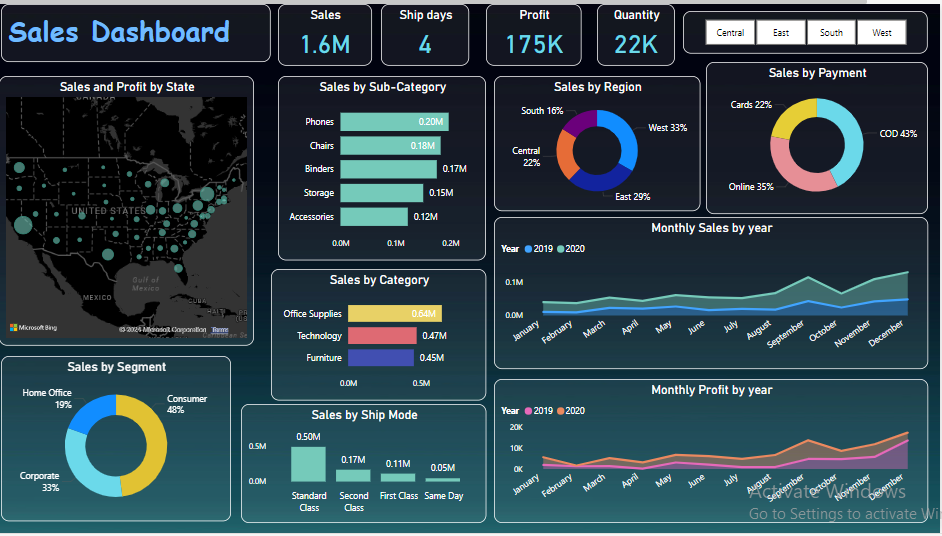 Sales Dashboard
Sales
1.6M
Ship days
4
Profit
175K
Quantity
22K
Central
East
South
West
Sales and Profit by State
CANADA
UNITED STATES
MEXICO
Gulf of
Mexico
CUBA
Microsoft Bing
© 2024 Microsoft Corporation
Terms
Sales by Sub-Category
Phones
0.20M
Chairs
0.18M
Binders
0.17M
Storage
0.15M
Accessories
0.12M
0.0M
0.1M
0.2M
Sales by Region
South 16%
West 33%
Central
22%
East 29%
Sales by Payment
Cards 22%
COD 43%
Online 35%
Monthly Sales by year
Year
2019
2020
0.1M
0.0M
January
February
March
April
May
June
July
August
September
October
November
December
Sales by Category
Office Supplies
0.64M
Technology
0.47M
Furniture
0.45M
0.0M
0.5M
Sales by Segment
Home Office
19%
Consumer
48%
Corporate
33%
Sales by Ship Mode
0.5M
0.0M
0.50M
0.17M
0.11M
0.05M
Standard
Class
Second
Class
First Class
Same Day
Monthly Profit by year
Year
2019
2020
20K
10K
0K
January
February
March
April
May
June
July
August
September
October
November
December
Activate Windows
Go to Settings to activate Wi